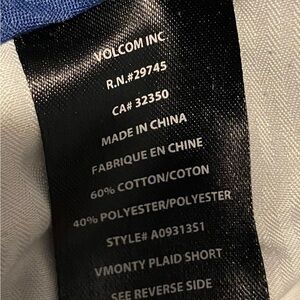 VOLCOM INC.
R.N.#29745
CA# 32350
MADE IN CHINA
FABRIQUE EN CHINE
60% COTTON/COTON
40% POLYESTER/POLYESTER
STYLE# A0931351
VMONTY PLAID SHORT
SEE REVERSE SIDE